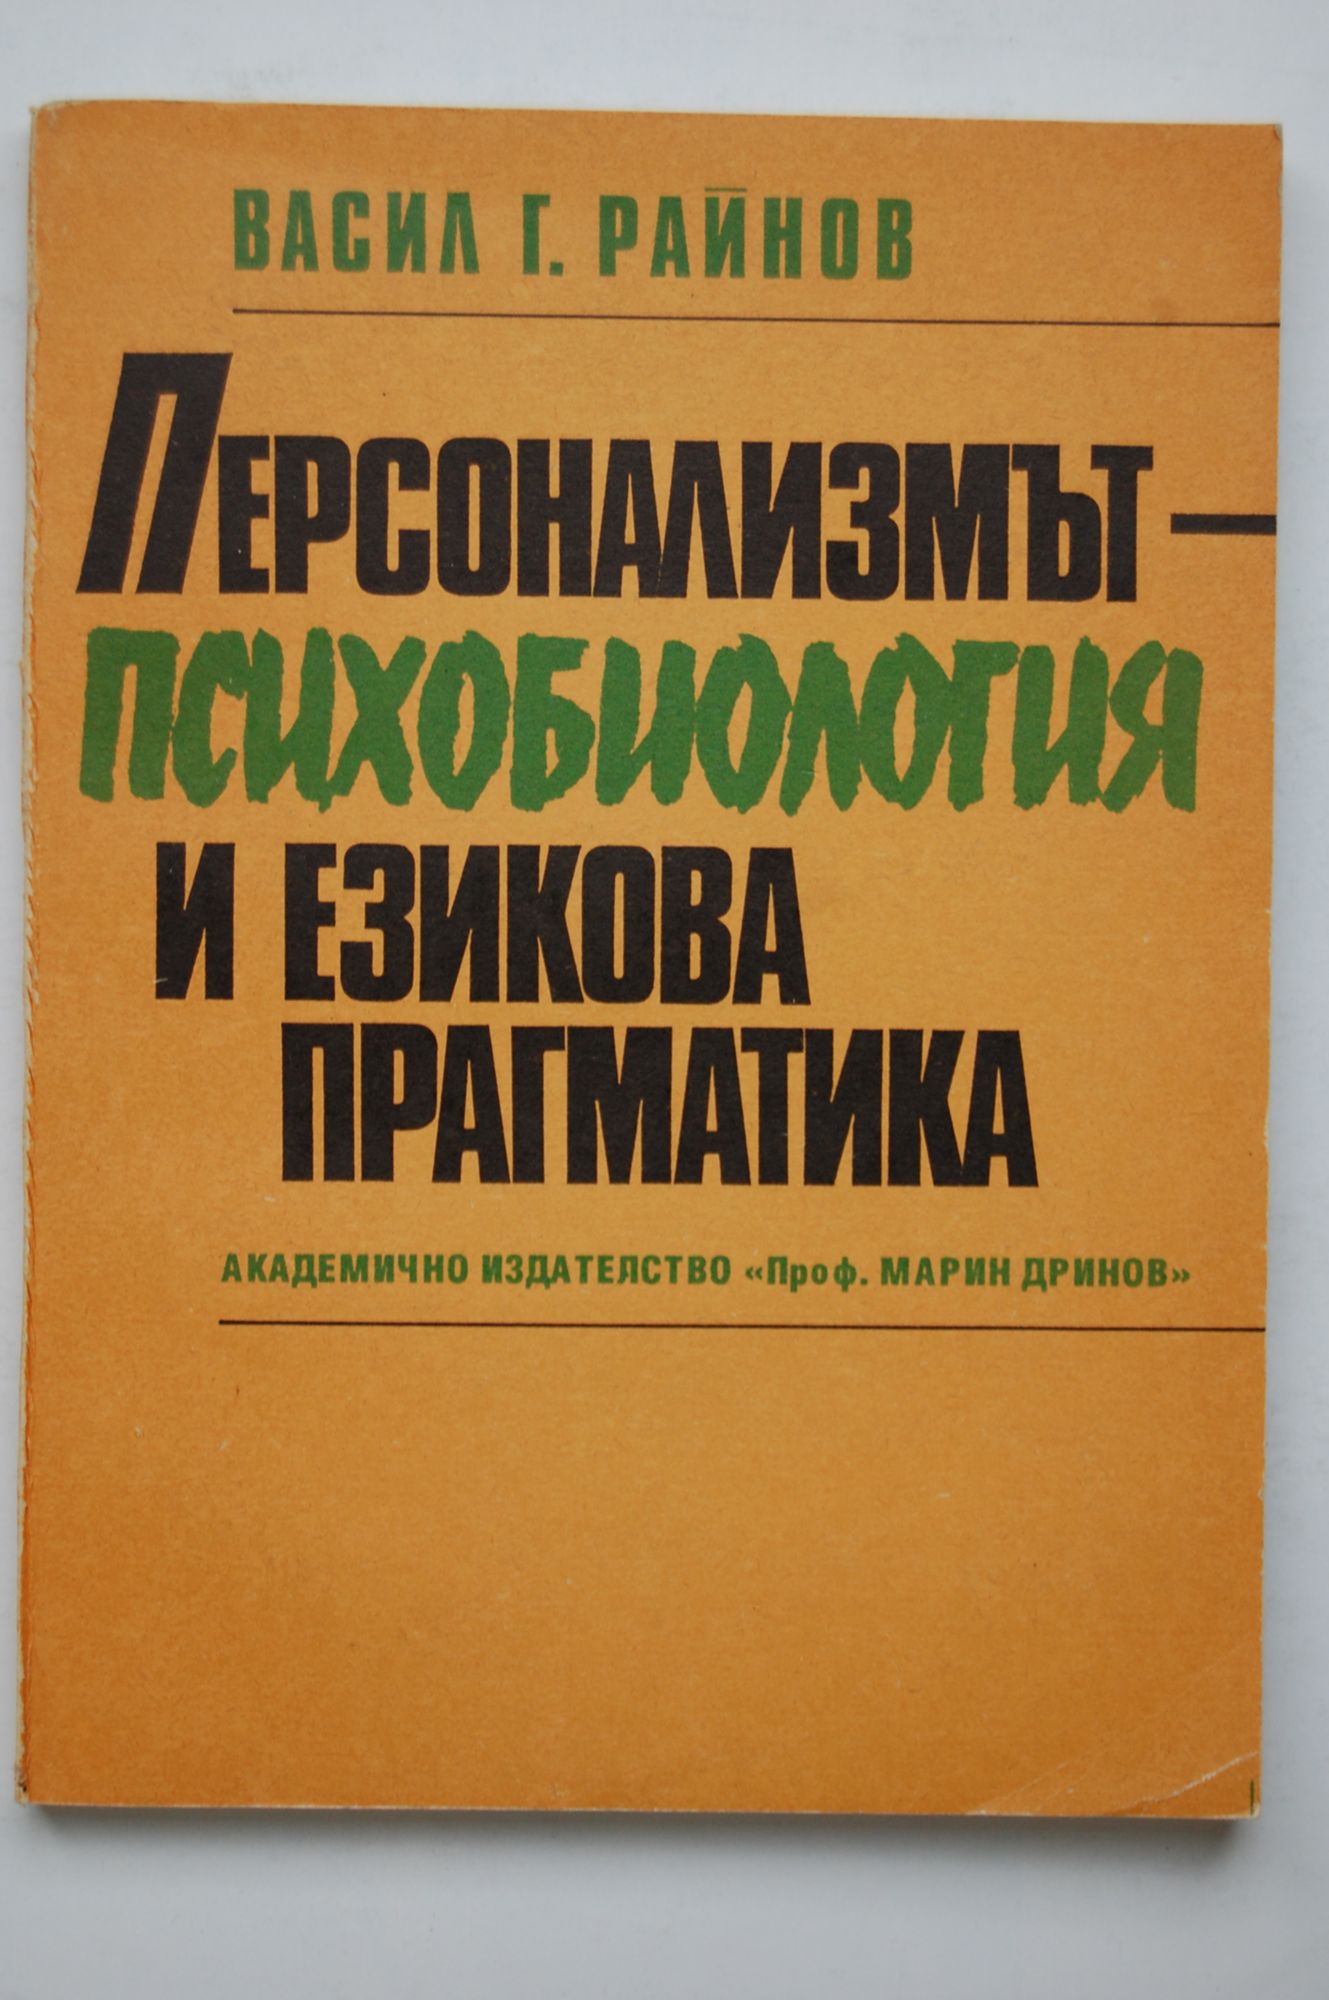 ВАСИЛ Г. РАЙНОВ
ПЕРСОНАЛИЗМЪТ —
ПСИХОБИОЛОГИЯ
И ЕЗИКОВА
ПРАГМАТИКА
АКАДЕМИЧНО ИЗДАТЕЛСТВО «Проф. МАРИН ДРИНОВ»